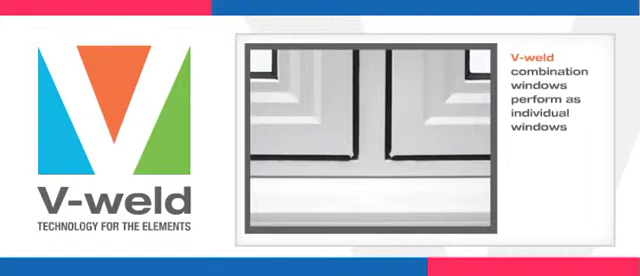 V-weld
TECHNOLOGY FOR THE ELEMENTS
V-weld
combination
windows
perform as
individual
windows